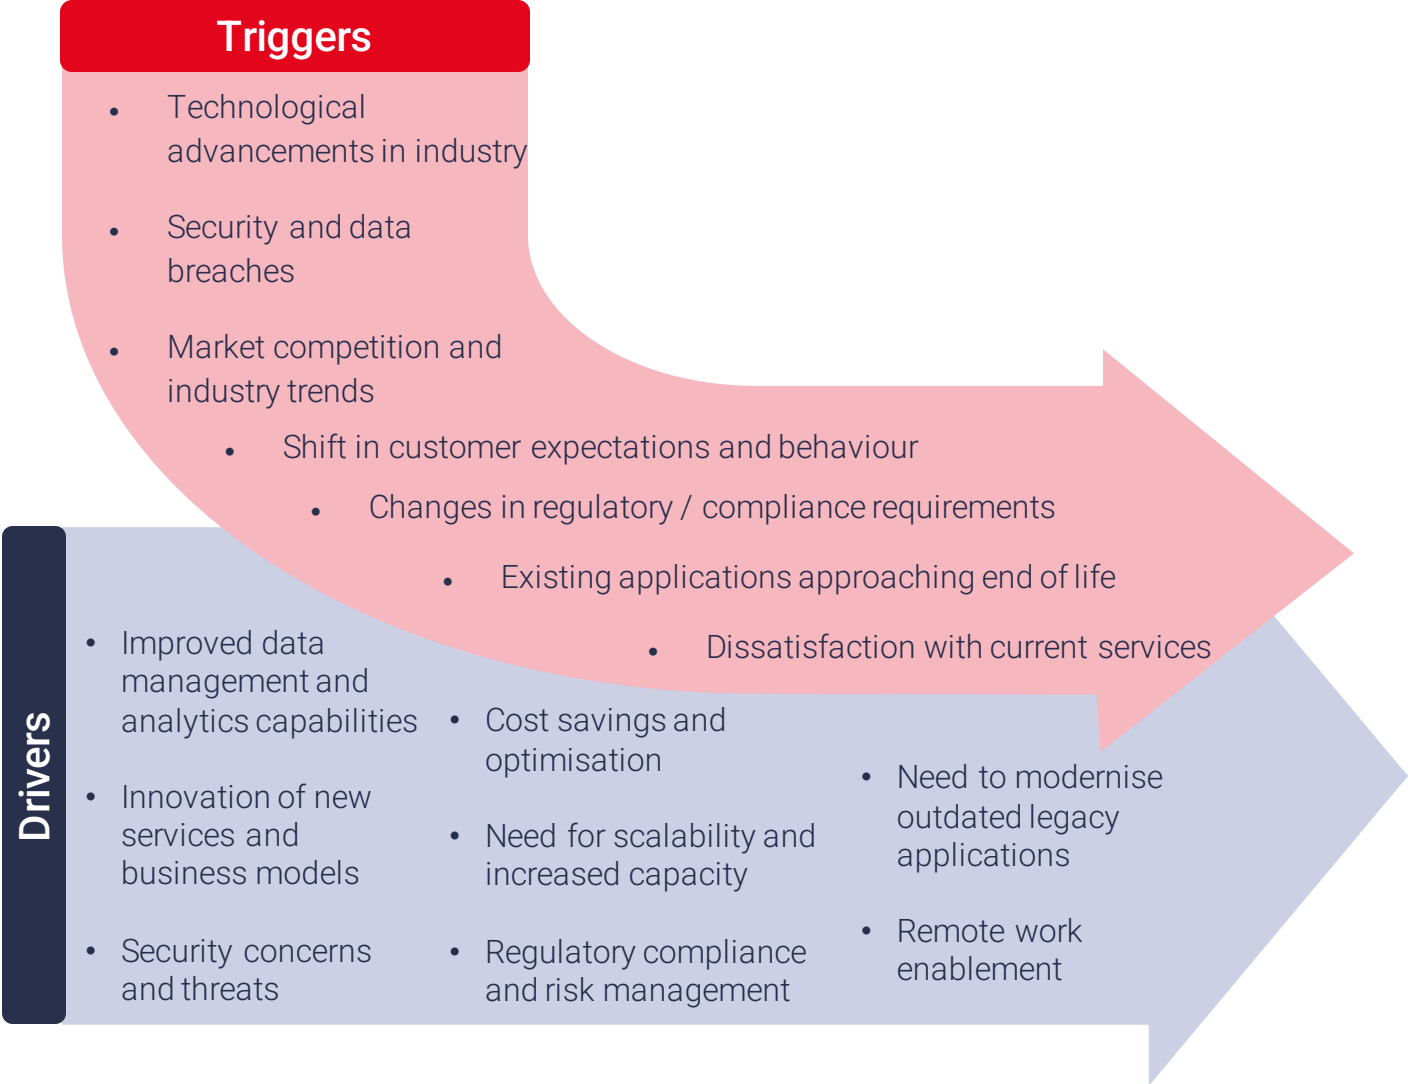 Triggers
• Technological
advancements in industry
• Security and data
breaches
• Market competition and
industry trends
• Shift in customer expectations and behaviour
• Changes in regulatory / compliance requirements
• Existing applications approaching end of life
• Dissatisfaction with current services
Drivers
• Improved data
management and
analytics capabilities
• Innovation of new
services and
business models
• Security concerns
and threats
• Cost savings and
optimisation
• Need for scalability and
increased capacity
• Regulatory compliance
and risk management
• Need to modernise
outdated legacy
applications
• Remote work
enablement